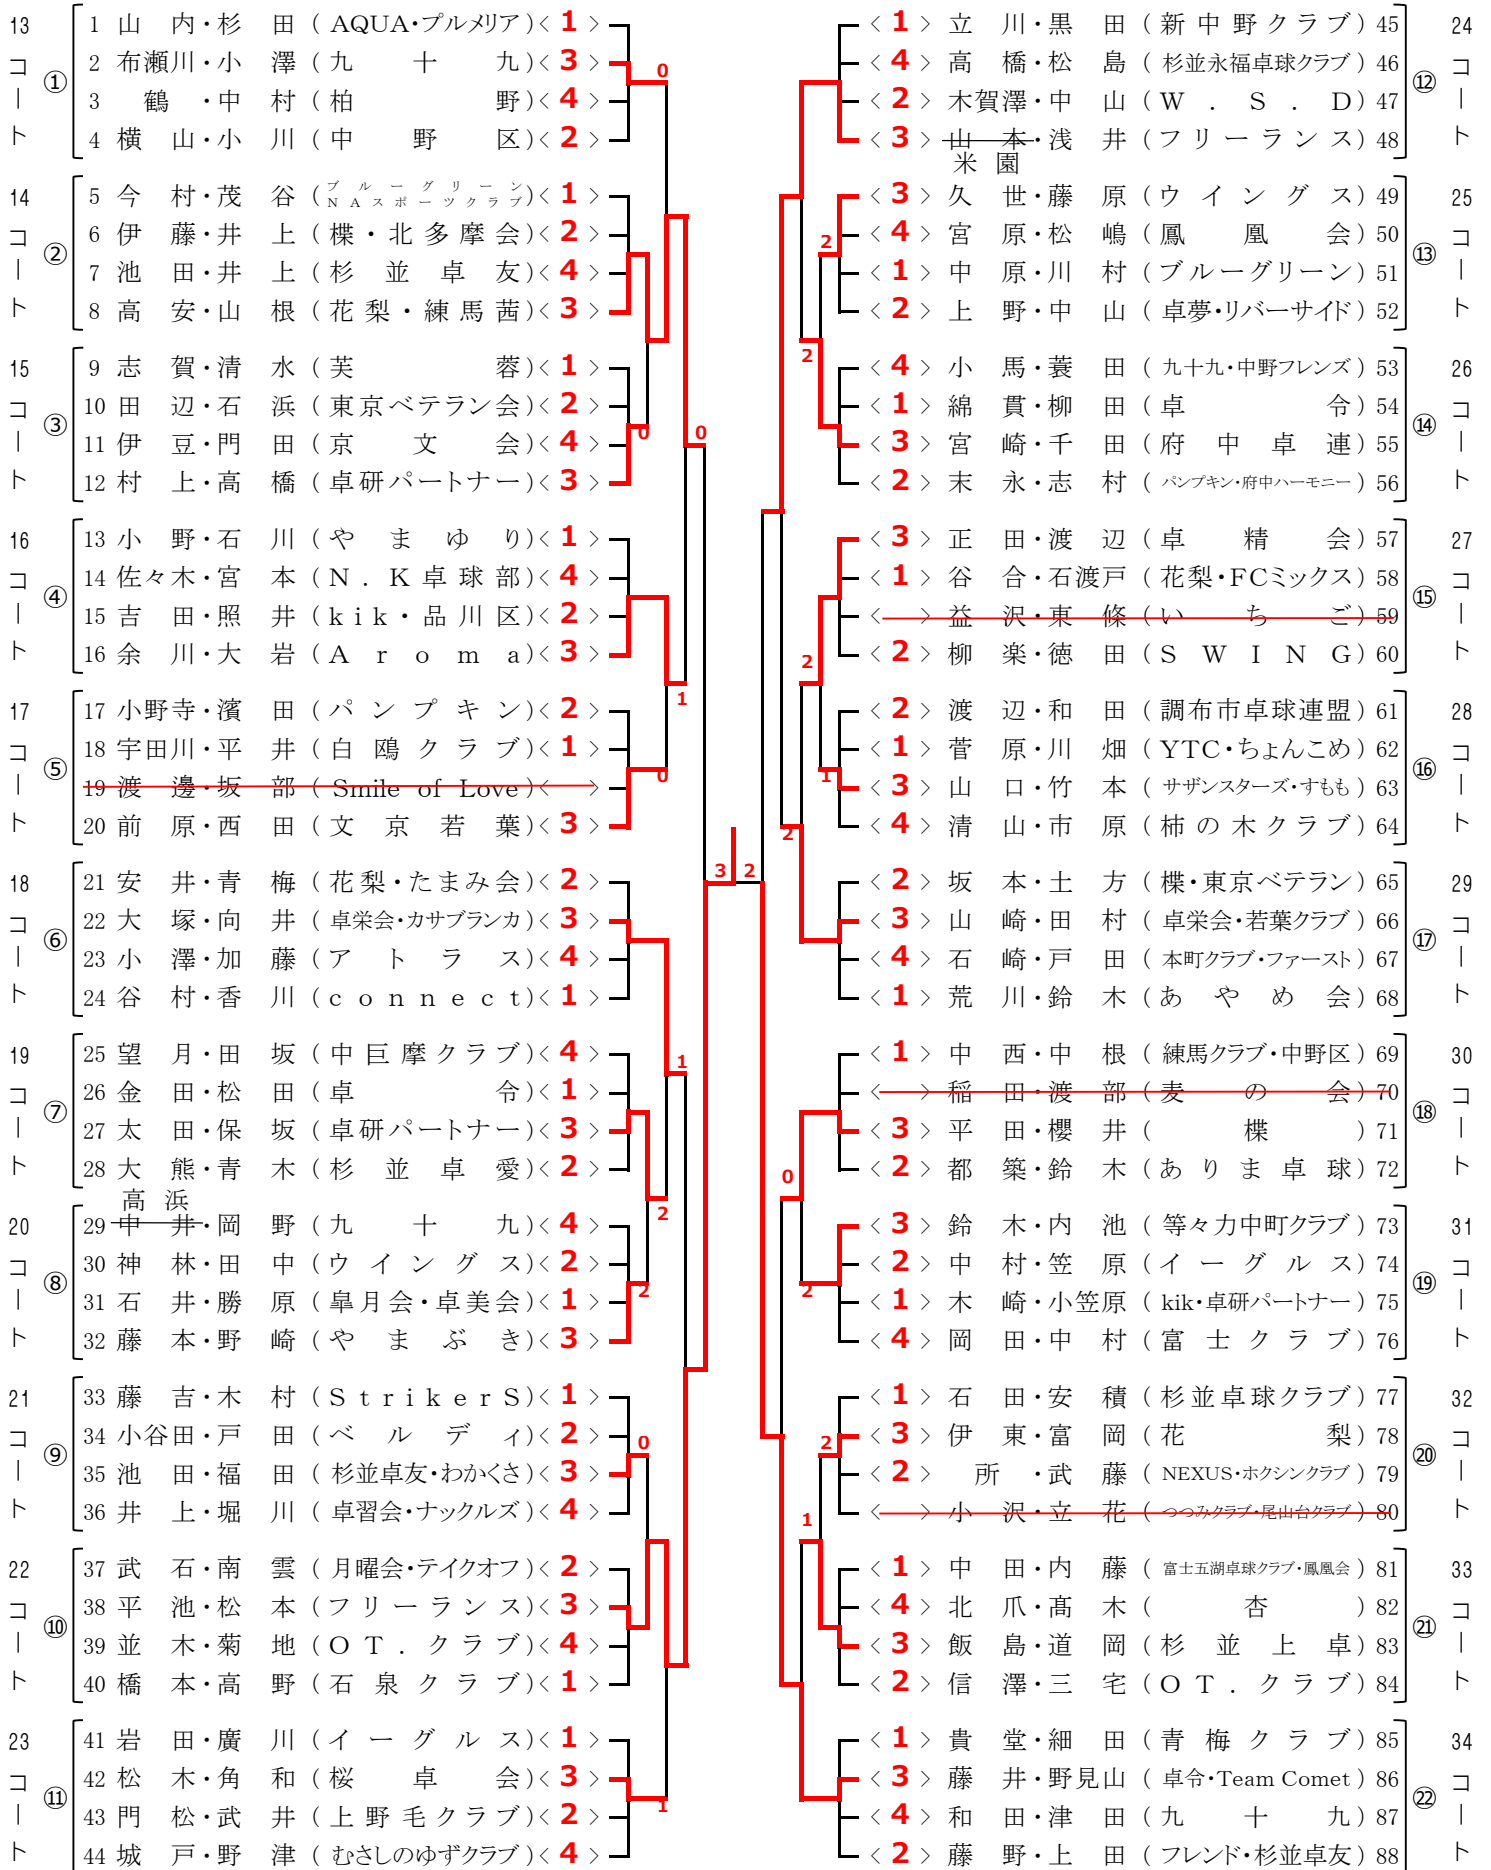 13 コート ①
1 山内・杉田 (AQUA・プルメリア) < 1 >
2 布瀬川・小澤 (九十九) < 3 >
3 鶴・中村 (柏野) < 4 >
4 横山・小川 (中野区) < 2 >
0
14 コート ②
5 今村・茂谷 (ブルーグリーン NAスポーツクラブ) < 1 >
6 伊藤・井上 (楪・北多摩会) < 2 >
7 池田・井上 (杉並卓友) < 4 >
8 高安・山根 (花梨・練馬茜) < 3 >
15 コート ③
9 志賀・清水 (芙蓉) < 1 >
10 田辺・石浜 (東京ベテラン会) < 2 >
11 伊豆・門田 (京文会) < 4 >
12 村上・高橋 (卓研パートナー) < 3 >
0 0
16 コート ④
13 小野・石川 (やまゆり) < 1 >
14 佐々木・宮本 (N.K卓球部) < 4 >
15 吉田・照井 (kik・品川区) < 2 >
16 余川・大岩 (Aroma) < 3 >
1
17 コート ⑤
17 小野寺・濱田 (パンプキン) < 2 >
18 宇田川・平井 (白鴎クラブ) < 1 >
19 渡邊・坂部 (Smile of Love) < >
20 前原・西田 (文京若葉) < 3 >
0
18 コート ⑥
21 安井・青梅 (花梨・たまみ会) < 2 >
22 大塚・向井 (卓栄会・カサブランカ) < 3 >
23 小澤・加藤 (アトラス) < 4 >
24 谷村・香川 (connect) < 1 >
3 2
19 コート ⑦
25 望月・田坂 (中巨摩クラブ) < 4 >
26 金田・松田 (卓令) < 1 >
27 太田・保坂 (卓研パートナー) < 3 >
28 大熊・青木 (杉並卓愛) < 2 >
1
20 コート ⑧
高浜
29 中井・岡野 (九十九) < 4 >
30 神林・田中 (ウイングス) < 2 >
31 石井・勝原 (皐月会・卓美会) < 1 >
32 藤本・野崎 (やまぶき) < 3 >
2 2
21 コート ⑨
33 藤吉・木村 (StrikerS) < 1 >
34 小谷田・戸田 (ベルディ) < 2 >
35 池田・福田 (杉並卓友・わかくさ) < 3 >
36 井上・堀川 (卓習会・ナックルズ) < 4 >
0
22 コート ⑩
37 武石・南雲 (月曜会・テイクオフ) < 2 >
38 平池・松本 (フリーランス) < 3 >
39 並木・菊地 (OT.クラブ) < 4 >
40 橋本・高野 (石泉クラブ) < 1 >
23 コート ⑪
41 岩田・廣川 (イーグルス) < 1 >
42 松木・角和 (桜卓会) < 3 >
43 門松・武井 (上野毛クラブ) < 2 >
44 城戸・野津 (むさしのゆずクラブ) < 4 >
1
24 コート ⑫
< 1 > 立川・黒田 (新中野クラブ) 45
< 4 > 高橋・松島 (杉並永福卓球クラブ) 46
< 2 > 木賀澤・中山 (W.S.D) 47
< 3 > 山本・浅井 (フリーランス) 48
米園
25 コート ⑬
< 3 > 久世・藤原 (ウイングス) 49
< 4 > 宮原・松嶋 (鳳凰会) 50
< 1 > 中原・川村 (ブルーグリーン) 51
< 2 > 上野・中山 (卓夢・リバーサイド) 52
2 2
26 コート ⑭
< 4 > 小馬・蓑田 (九十九・中野フレンズ) 53
< 1 > 綿貫・柳田 (卓令) 54
< 3 > 宮崎・千田 (府中卓連) 55
< 2 > 末永・志村 (パンプキン・府中ハーモニー) 56
27 コート ⑮
< 3 > 正田・渡辺 (卓精会) 57
< 1 > 谷合・石渡戸 (花梨・FCミックス) 58
< > 益沢・東條 (いちご) 59
< 2 > 柳楽・徳田 (SWING) 60
2
28 コート ⑯
< 2 > 渡辺・和田 (調布市卓球連盟) 61
< 1 > 菅原・川畑 (YTC・ちょんこめ) 62
< 3 > 山口・竹本 (サザンスターズ・すもも) 63
< 4 > 清山・市原 (柿の木クラブ) 64
1 2
29 コート ⑰
< 2 > 坂本・土方 (楪・東京ベテラン) 65
< 3 > 山崎・田村 (卓栄会・若葉クラブ) 66
< 4 > 石崎・戸田 (本町クラブ・ファースト) 67
< 1 > 荒川・鈴木 (あやめ会) 68
30 コート ⑱
< 1 > 中西・中根 (練馬クラブ・中野区) 69
< > 稲田・渡部 (麦の会) 70
< 3 > 平田・櫻井 (楪) 71
< 2 > 都築・鈴木 (ありま卓球) 72
0
31 コート ⑲
< 3 > 鈴木・内池 (等々力中町クラブ) 73
< 2 > 中村・笠原 (イーグルス) 74
< 1 > 木崎・小笠原 (kik・卓研パートナー) 75
< 4 > 岡田・中村 (富士クラブ) 76
2
32 コート ⑳
< 1 > 石田・安積 (杉並卓球クラブ) 77
< 3 > 伊東・富岡 (花梨) 78
< 2 > 所・武藤 (NEXUS・ホクシンクラブ) 79
< > 小沢・立花 (つつみクラブ・尾山台クラブ) 80
2 1
33 コート ㉑
< 1 > 中田・内藤 (富士五湖卓球クラブ・鳳凰会) 81
< 4 > 北爪・髙木 (杏) 82
< 3 > 飯島・道岡 (杉並上卓) 83
< 2 > 信澤・三宅 (OT.クラブ) 84
34 コート ㉒
< 1 > 貴堂・細田 (青梅クラブ) 85
< 3 > 藤井・野見山 (卓令・Team Comet) 86
< 4 > 和田・津田 (九十九) 87
< 2 > 藤野・上田 (フレンド・杉並卓友) 88